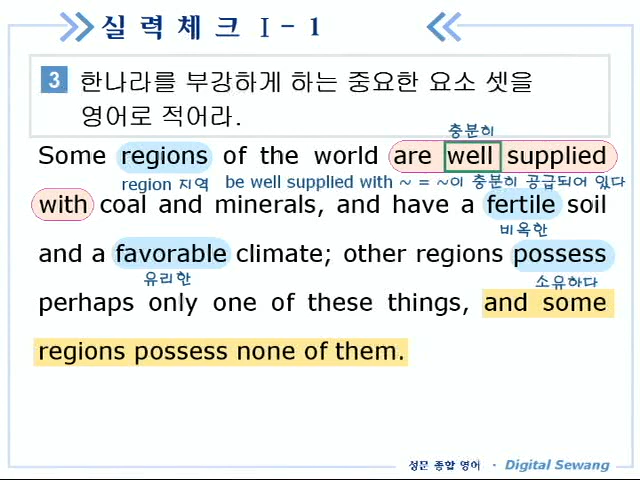 실력체크 I - 1
3 한나라를 부강하게 하는 중요한 요소 셋을
영어로 적어라.
충분히
Some regions of the world are well supplied
region 지역 be well supplied with ~ = ~이 충분히 공급되어 있다
with coal and minerals, and have a fertile soil
비옥한
and a favorable climate; other regions possess
유리한 소유하다
perhaps only one of these things, and some
regions possess none of them.
성문 종합 영어 · Digital Sewang